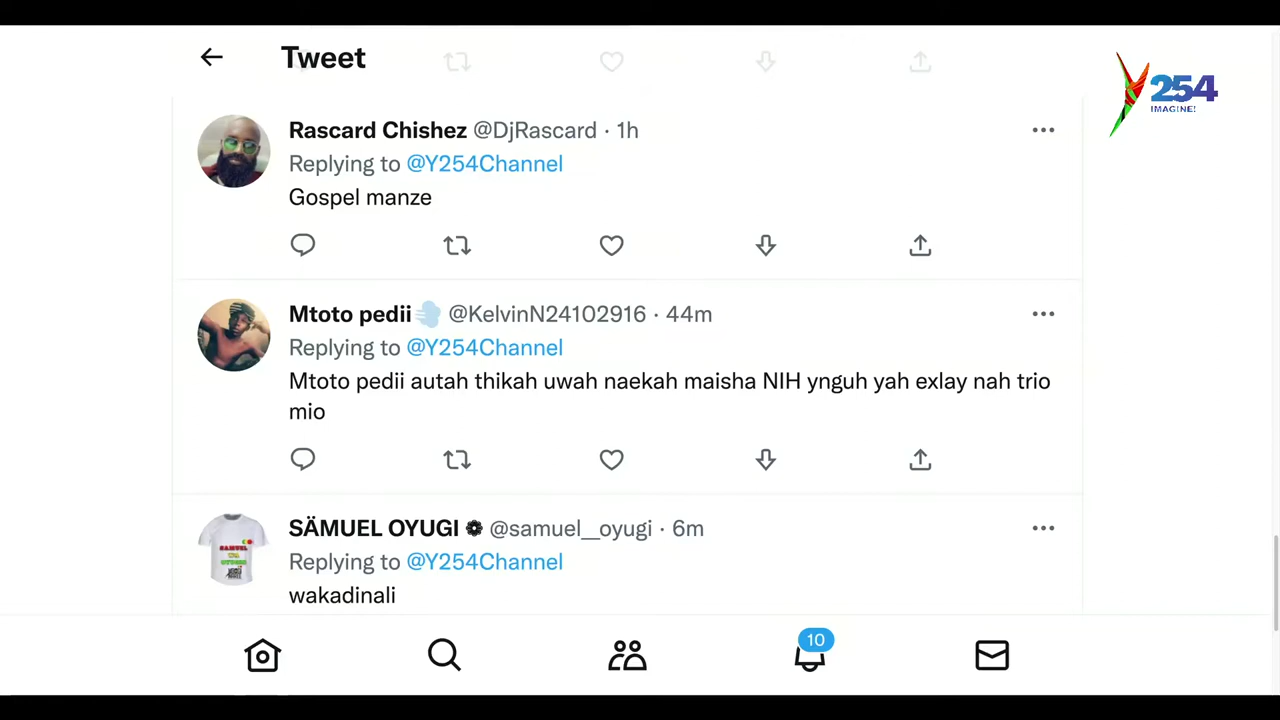 Tweet
254
IMAGINE!
Rascard Chishez @DjRascard · 1h
Replying to @Y254Channel
Gospel manze
Mtoto pedii @KelvinN24102916 · 44m
Replying to @Y254Channel
Mtoto pedii autah thikah uwah naekah maisha NIH ynguh yah exlay nah trio
mio
SÄMUEL OYUGI @samuel__oyugi · 6m
Replying to @Y254Channel
wakadinali
10